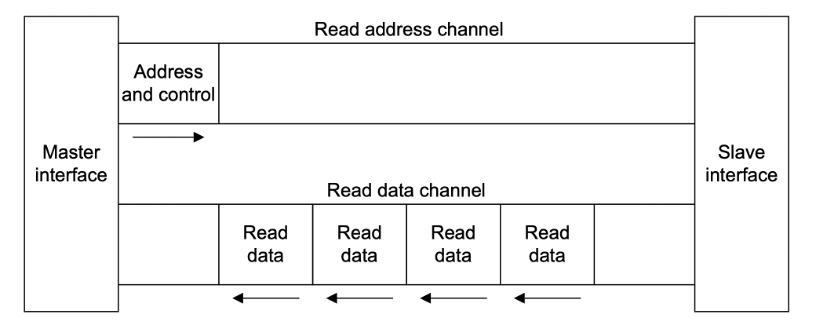 Read address channel
Address
and control
Master
interface
Slave
interface
Read data channel
Read
data
Read
data
Read
data
Read
data